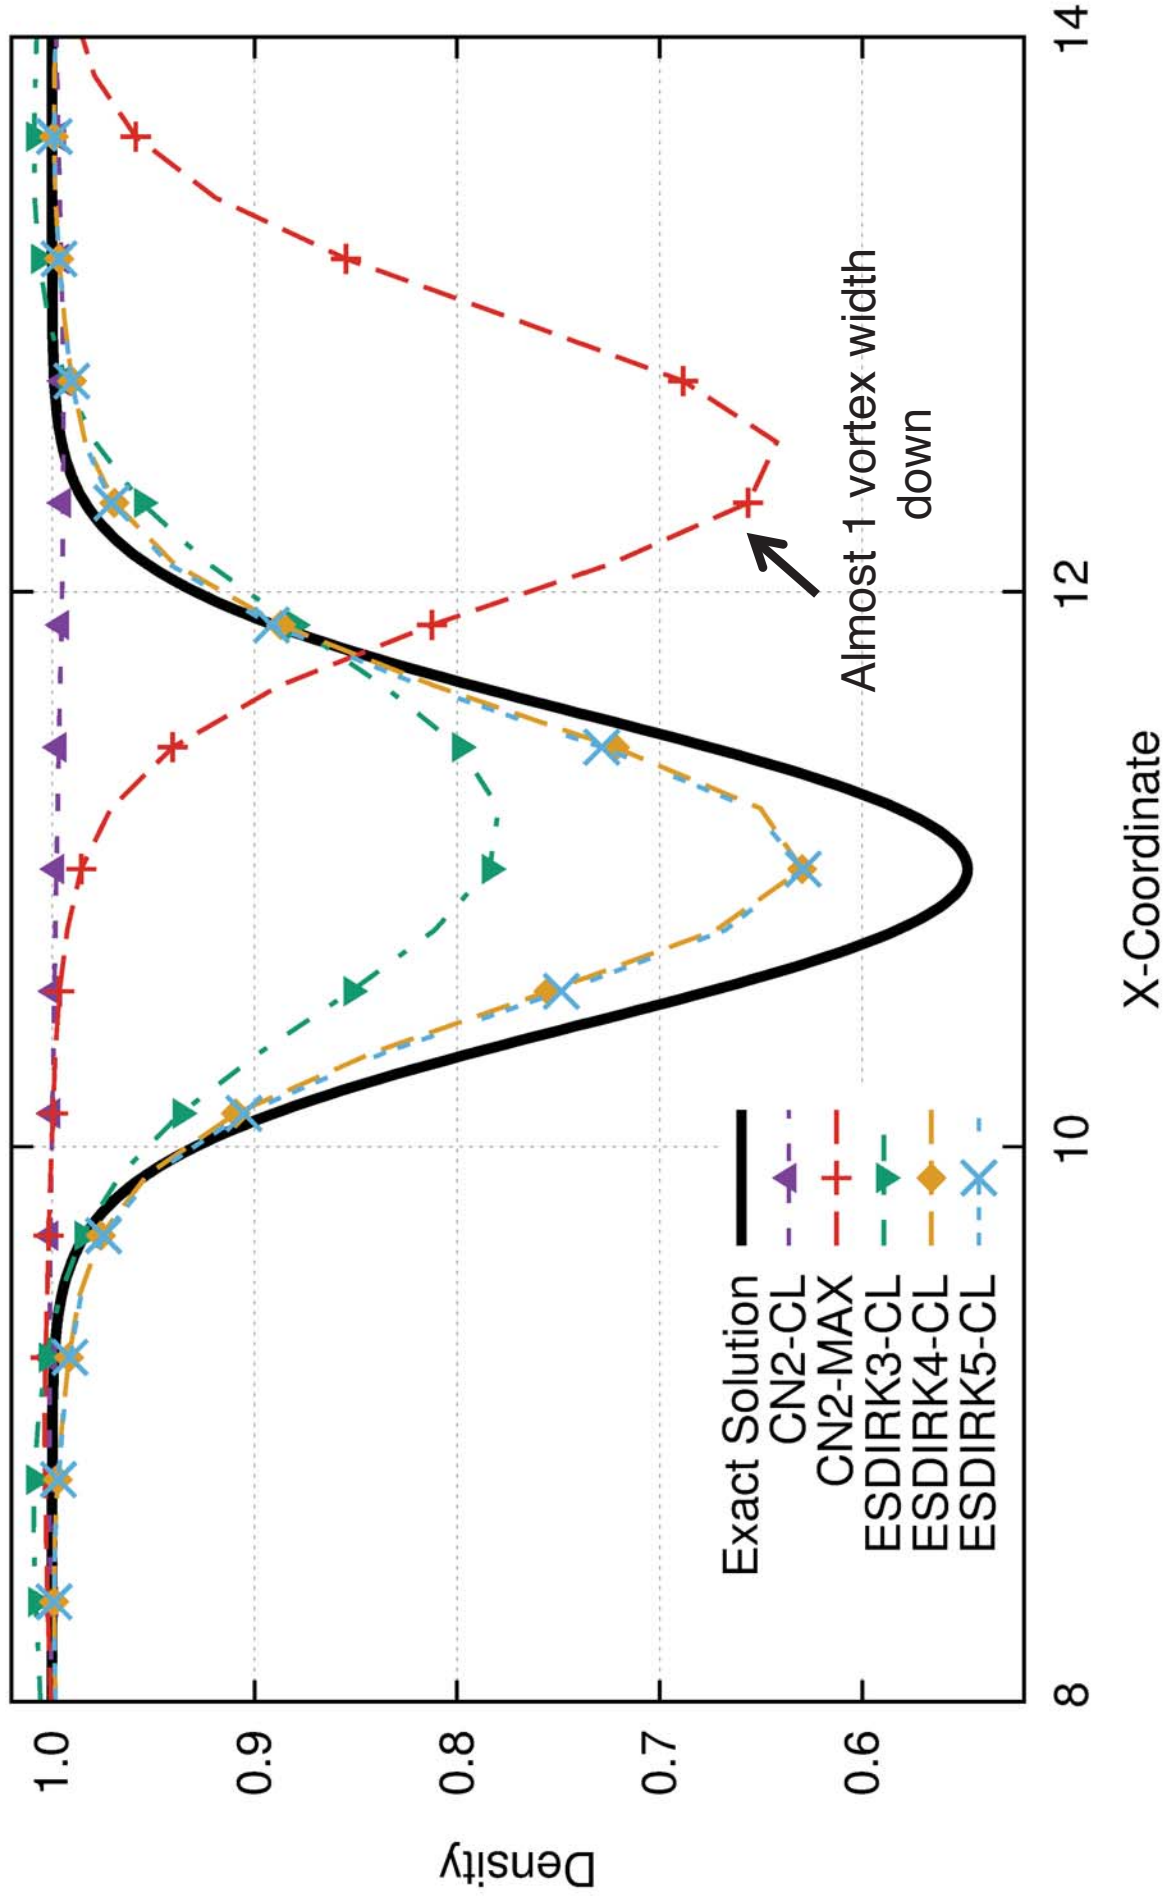 Density
1.0
0.9
0.8
0.7
0.6
Almost 1 vortex width
down
Exact Solution
CN2-CL
CN2-MAX
ESDIRK3-CL
ESDIRK4-CL
ESDIRK5-CL
8
10
12
14
X-Coordinate